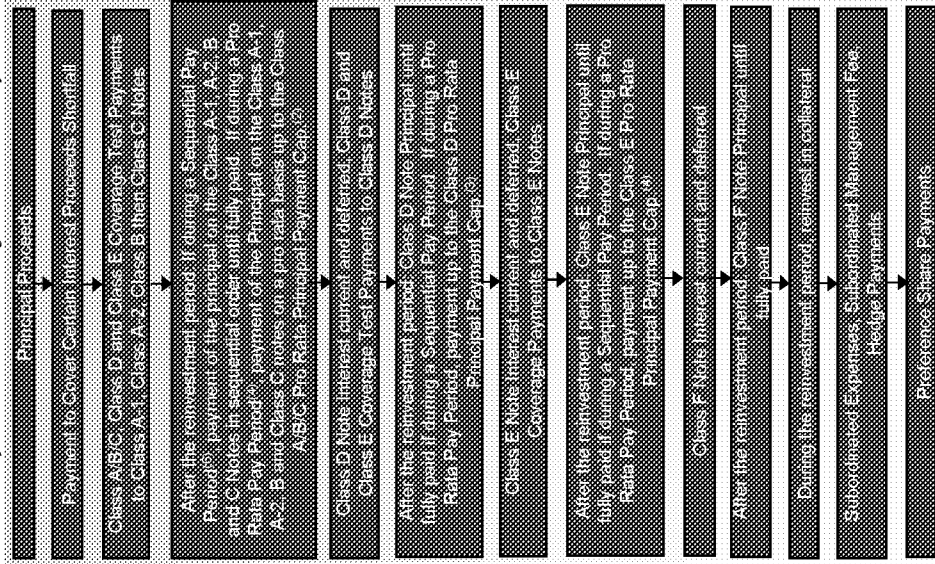 Principal Proceeds
Payment to Cover Certain Interest Proceeds Shortfall
Class A/B/C, Class D and Class E Coverage Test Payments
to Class A-1, Class A-2, Class B then Class C Notes
After the reinvestment period: If during a Sequential Pay
Period, payment of the principal on the Class A-1, A-2, B
and C Notes in sequential order until fully paid; If during a Pro
Rata Pay Period, payment of the Principal on the Class A-1,
A-2, B and Class C notes on a pro rata basis up to the Class
A/B/C Pro Rata Principal Payment Cap.(2)
Class D Note Interest current and deferred, Class D and
Class E Coverage Test Payments to Class D Notes
After the reinvestment period: Class D Note Principal until
fully paid if during a Sequential Pay Period. If during a Pro
Rata Pay Period, payment up to the Class D Pro Rata
Principal Payment Cap.(3)
Class E Note Interest current and deferred, Class E
Coverage Payments to Class E Notes
After the reinvestment period: Class E Note Principal until
fully paid if during a Sequential Pay Period. If during a Pro
Rata Pay Period, payment up to the Class E Pro Rata
Principal Payment Cap.(4)
Class F Note Interest current and deferred
After the reinvestment period: Class F Note Principal until
fully paid
During the reinvestment period, reinvest in collateral
Subordinated Expenses, Subordinated Management Fee,
Hedge Payments
Preference Share Payments